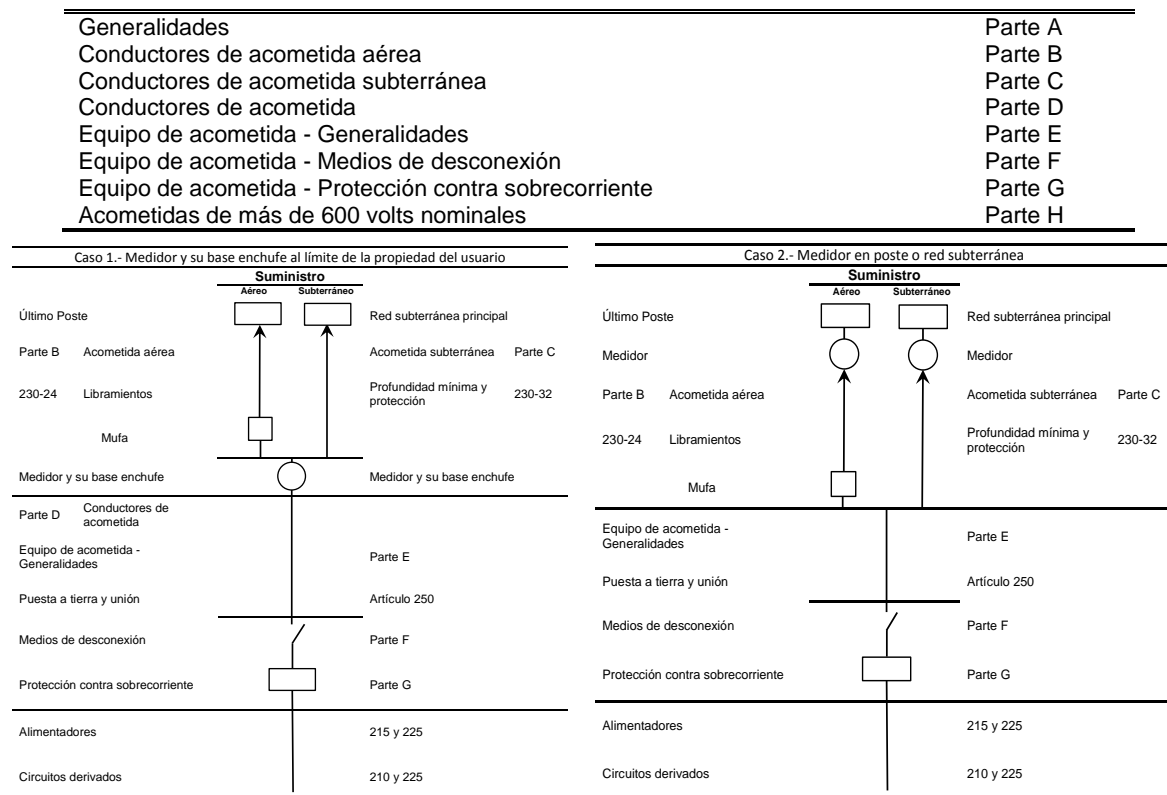 Generalidades Parte A
Conductores de acometida aérea Parte B
Conductores de acometida subterránea Parte C
Conductores de acometida Parte D
Equipo de acometida - Generalidades Parte E
Equipo de acometida - Medios de desconexión Parte F
Equipo de acometida - Protección contra sobrecorriente Parte G
Acometidas de más de 600 volts nominales Parte H
Caso 1.- Medidor y su base enchufe al límite de la propiedad del usuario
Suministro
Aéreo Subterráneo
Último Poste Red subterránea principal
Parte B Acometida aérea Acometida subterránea Parte C
230-24 Libramientos Profundidad mínima y
protección 230-32
Mufa
Medidor y su base enchufe Medidor y su base enchufe
Parte D Conductores de
acometida
Equipo de acometida -
Generalidades Parte E
Puesta a tierra y unión Artículo 250
Medios de desconexión Parte F
Protección contra sobrecorriente Parte G
Alimentadores 215 y 225
Circuitos derivados 210 y 225
Caso 2.- Medidor en poste o red subterránea
Suministro
Aéreo Subterráneo
Último Poste Red subterránea principal
Medidor Medidor
Parte B Acometida aérea Acometida subterránea Parte C
230-24 Libramientos Profundidad mínima y
protección 230-32
Mufa
Equipo de acometida -
Generalidades Parte E
Puesta a tierra y unión Artículo 250
Medios de desconexión Parte F
Protección contra sobrecorriente Parte G
Alimentadores 215 y 225
Circuitos derivados 210 y 225